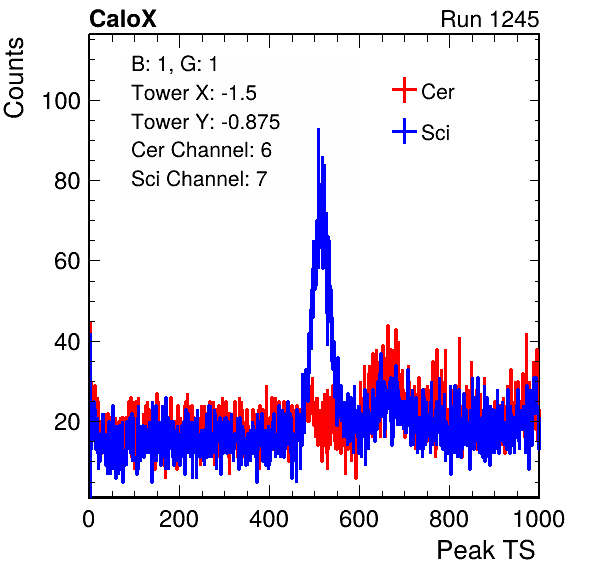 CaloX Run 1245
Counts
B: 1, G: 1
Tower X: -1.5
Tower Y: -0.875
Cer Channel: 6
Sci Channel: 7
Cer
Sci
100
80
60
40
20
0 200 400 600 800 1000
Peak TS